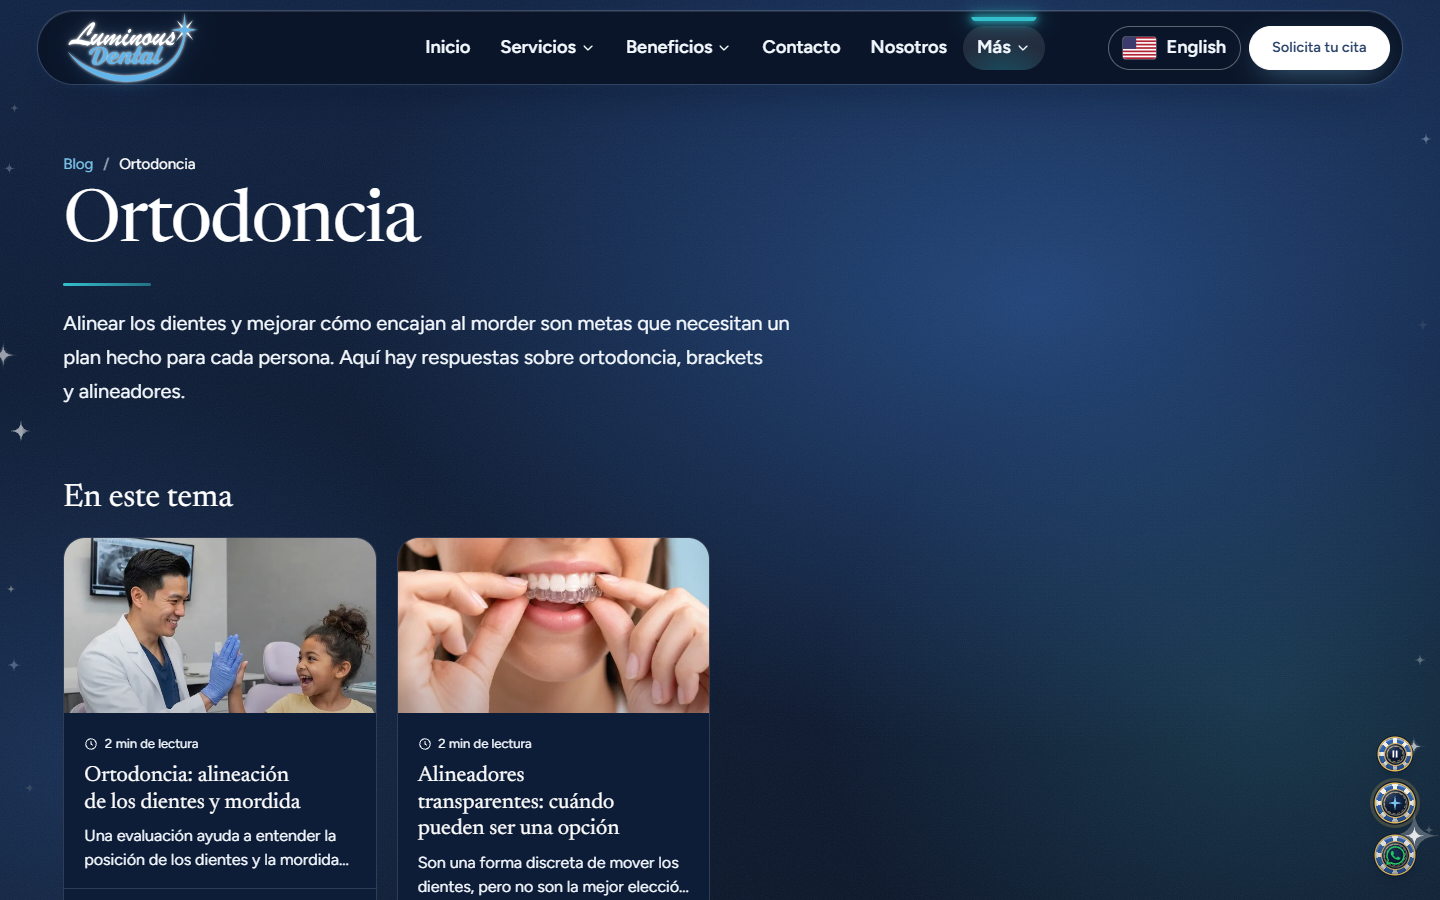 Luminous
Dental
Inicio
Servicios
Beneficios
Contacto
Nosotros
Más
English
Solicita tu cita
Blog / Ortodoncia
Ortodoncia
Alinear los dientes y mejorar cómo encajan al morder son metas que necesitan un
plan hecho para cada persona. Aquí hay respuestas sobre ortodoncia, brackets
y alineadores.
En este tema
2 min de lectura
Ortodoncia: alineación
de los dientes y mordida
Una evaluación ayuda a entender la
posición de los dientes y la mordida...
2 min de lectura
Alineadores
transparentes: cuándo
pueden ser una opción
Son una forma discreta de mover los
dientes, pero no son la mejor elecció...